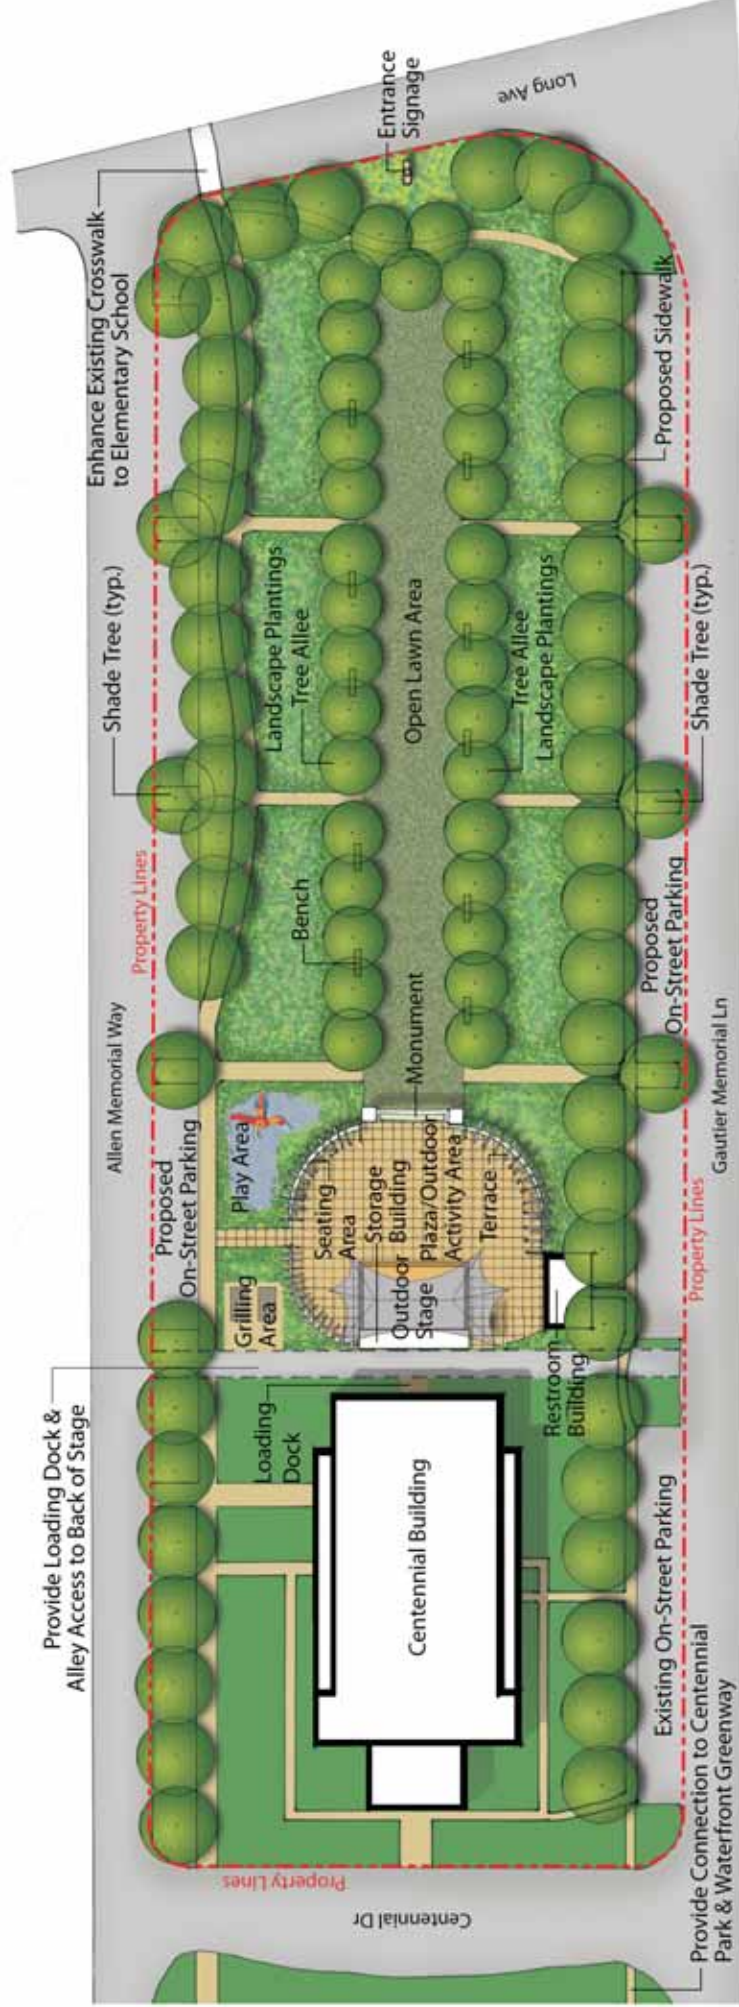 Provide Loading Dock &
Alley Access to Back of Stage
Enhance Existing Crosswalk
to Elementary School
Shade Tree (typ.)
Allen Memorial Way
Property Lines
Proposed
On-Street Parking
Long Ave
Entrance
Signage
Landscape Plantings
Tree Allee
Bench
Open Lawn Area
Monument
Play Area
Grilling
Area
Seating
Area
Storage
Building
Plaza/Outdoor
Activity Area
Terrace
Outdoor
Stage
Loading
Dock
Centennial Building
Restroom
Building
Tree Allee
Landscape Plantings
Proposed Sidewalk
Shade Tree (typ.)
Proposed
On-Street Parking
Gautier Memorial Ln
Property Lines
Existing On-Street Parking
Property Lines
Centennial Dr
Provide Connection to Centennial
Park & Waterfront Greenway